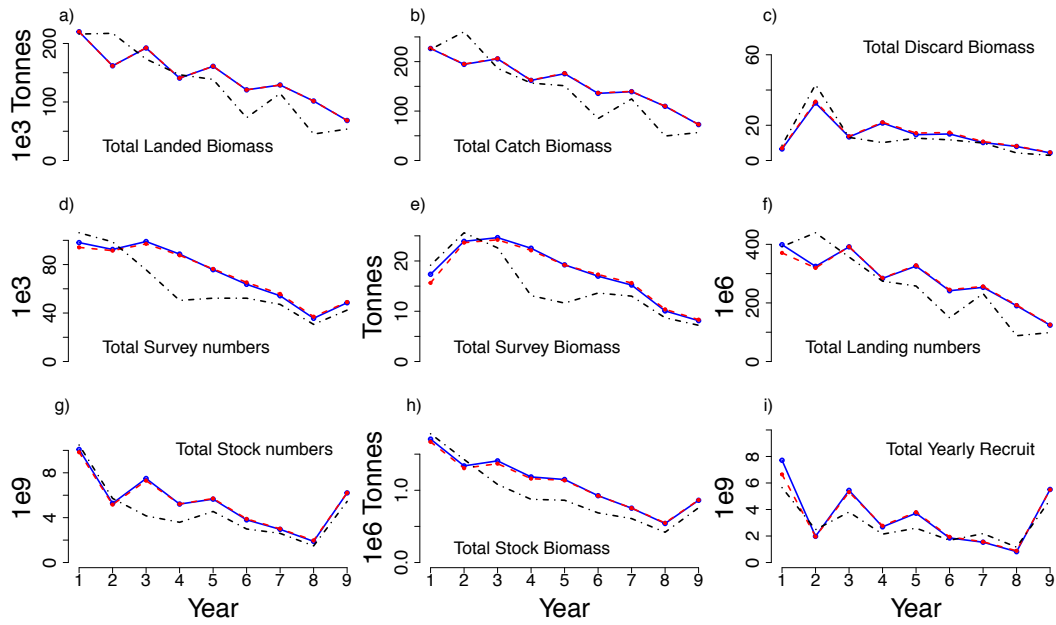 a)
b)
c)
1e3 Tonnes
0
100
200
Total Landed Biomass
0
50
100
200
Total Catch Biomass
0
20
40
60
Total Discard Biomass
d)
e)
f)
1e3
0
40
80
Total Survey numbers
Tonnes
0
10
20
Total Survey Biomass
1e6
0
200
400
Total Landing numbers
g)
h)
i)
1e9
0
2
4
8
Total Stock numbers
1e6 Tonnes
0.0
1.0
Total Stock Biomass
1e9
0
2
4
6
8
Total Yearly Recruit
1 2 3 4 5 6 7 8 9
1 2 3 4 5 6 7 8 9
1 2 3 4 5 6 7 8 9
Year
Year
Year